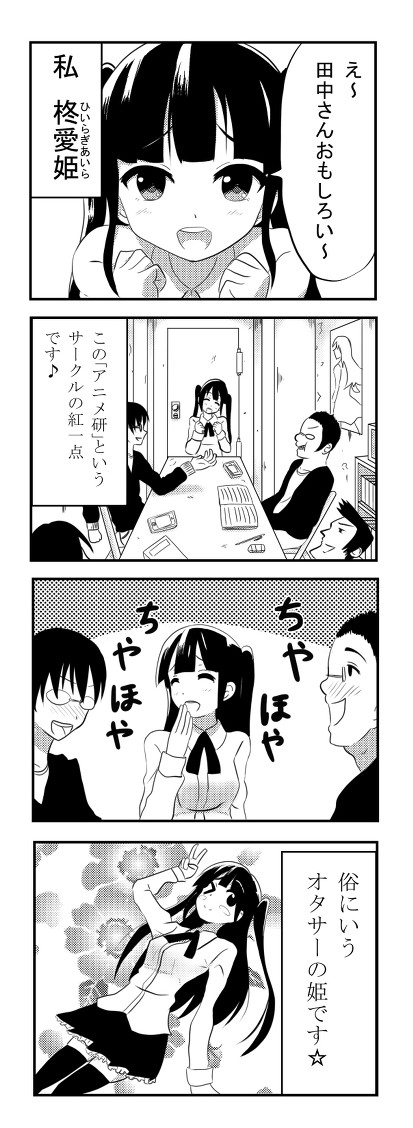 え〜
田中さんおもしろい〜
私　柊愛姫
ひいらぎあいら
この「アニメ研」という
サークルの紅一点
です♪
ちやほや
ちやほや
俗にいう
オタサーの姫です☆